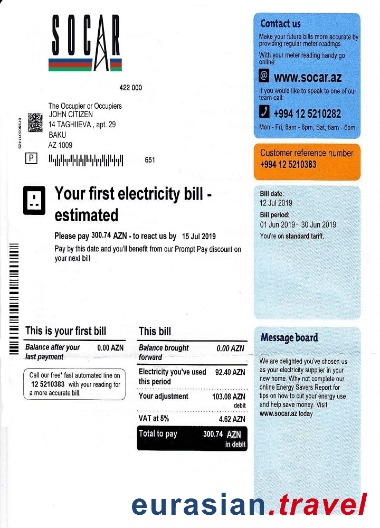 SOCAR
422 000
The Occupier or Occupiers
JOHN CITIZEN
14 TAGHIIEVA, apt. 29
BAKU
AZ 1009
P
651
Your first electricity bill -
estimated
Please pay 300.74 AZN - to react us by 15 Jul 2019
Pay by this date and you'll benefit from our Prompt Pay discount on
your next bill
This is your first bill
Balance after your 0.00 AZN
last payment
Call our free* fast automated line on
12 5210383 with your reading for
a more accurate bill.
This bill
Balance brought 0.00 AZN
forward
Electricity you've used 92.40 AZN
this period
Your adjustment 103.08 AZN
debit
VAT at 5% 4.62 AZN
Total to pay 300.74 AZN
in debit
Contact us
Make your future bills more accurate by
providing regular meter readings.
With your meter reading handy go
online
@ www.socar.az
If you would like to speak to one of our
team call:
+994 12 5210282
Mon - Fri, 8am - 8pm, Sat, 8am - 6pm
Customer reference number
+994 12 5210383
Bill date:
12 Jul 2019
Bill period:
01 Jun 2019 - 30 Jun 2019
You're on standard tariff.
Message board
We are delighted you've chosen us
as your electricity supplier in your
new home. Why not complete our
online Energy Savers Report for
tips on how to cut your energy use
and help save money. Visit
www.socar.az today
eurasian.travel